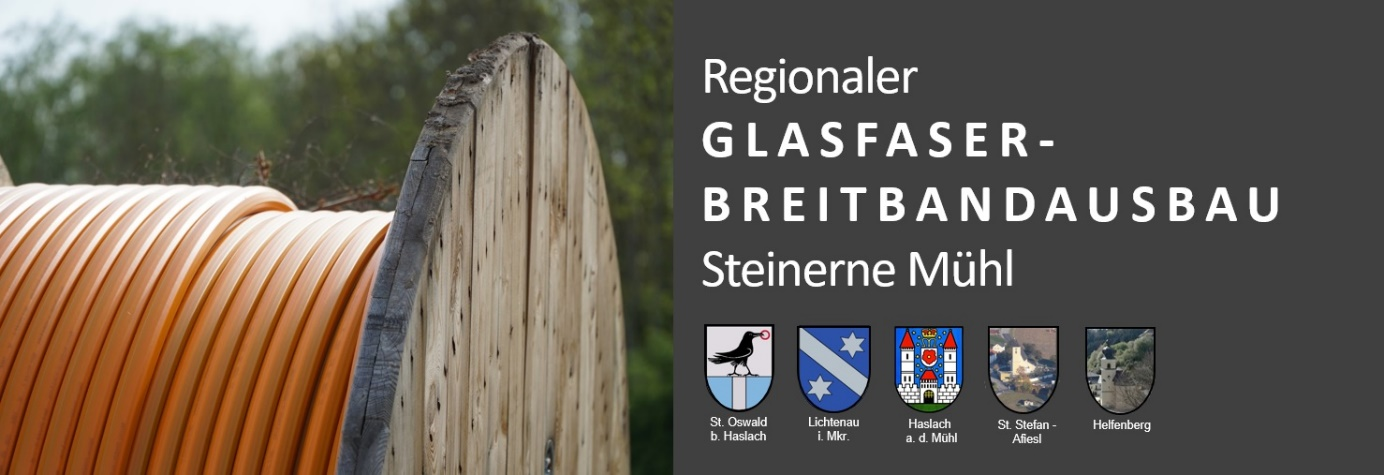 Regionaler
GLASFASER-
BREITBANDAUSBAU
Steinerne Mühl
St. Oswald
b. Haslach
Lichtenau
i. Mkr.
Haslach
a. d. Mühl
St. Stefan -
Afiesl
Helfenberg